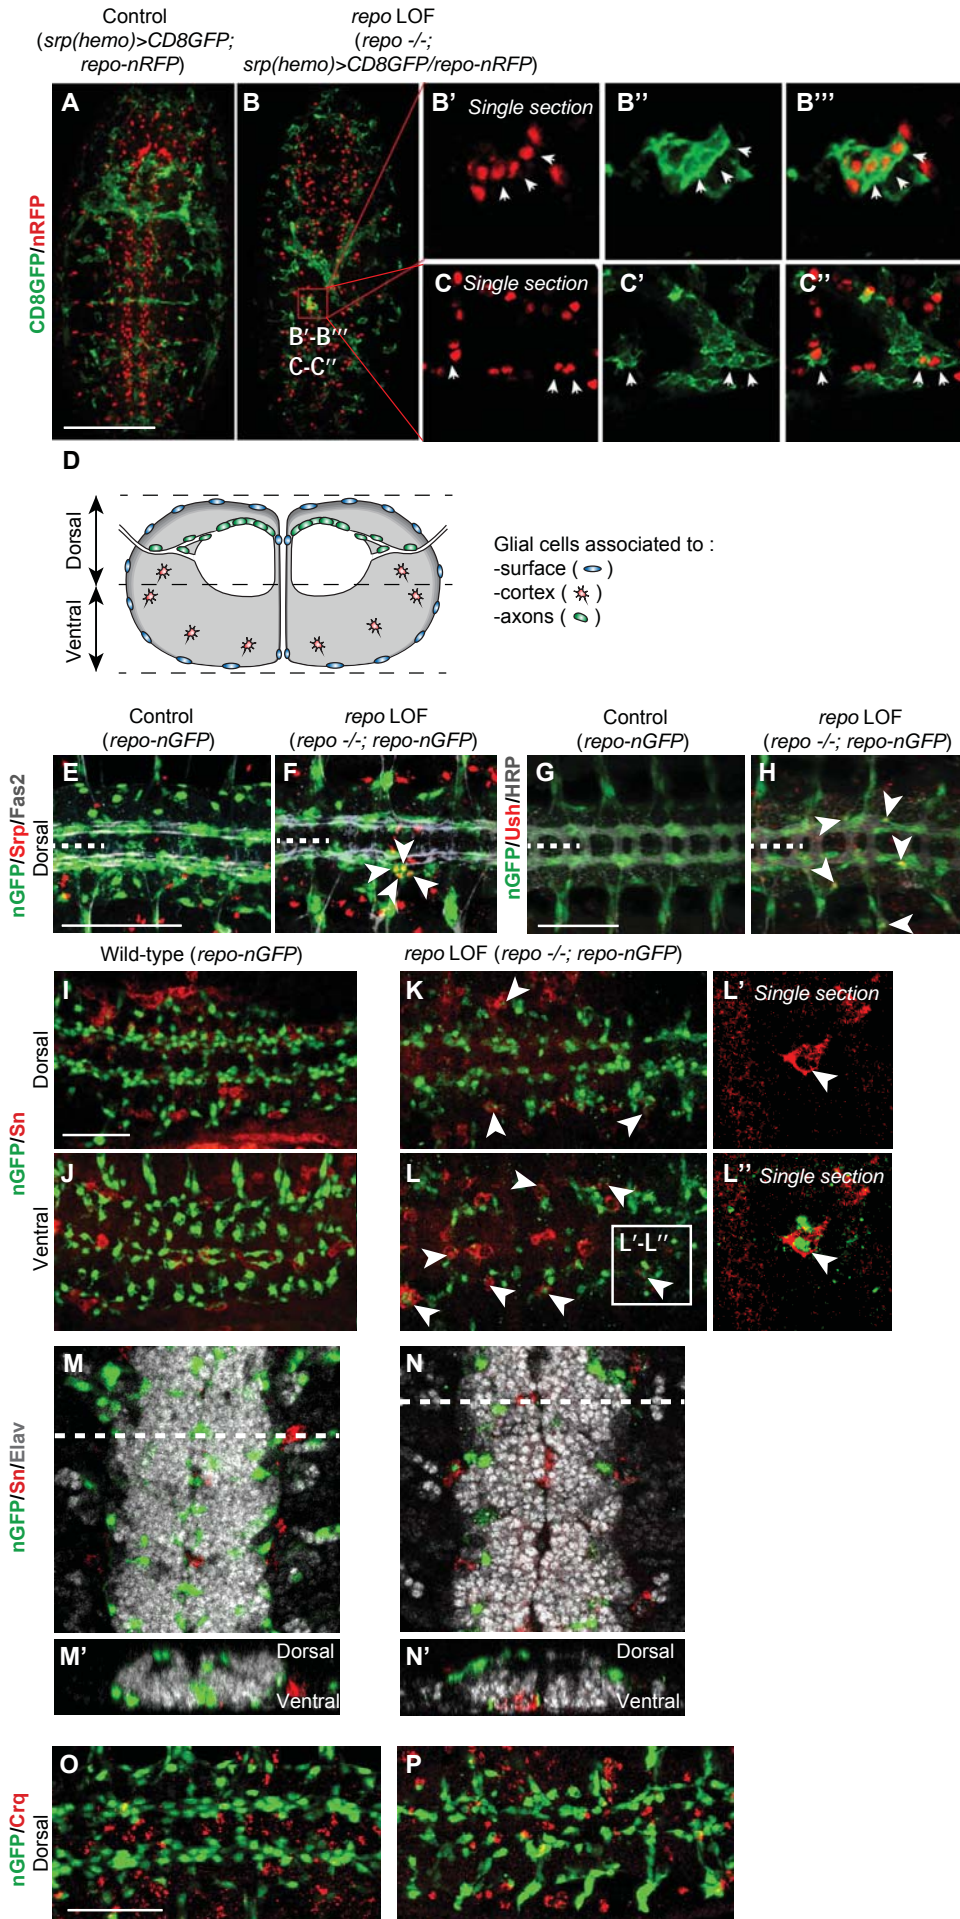 Control
(srp(hemo)>CD8GFP;
repo-nRFP)
repo LOF
(repo -/-;
srp(hemo)>CD8GFP/repo-nRFP)
CD8GFP/nRFP
A
B
B'-B'''
C-C''
B' Single section
B''
B'''
C Single section
C'
C''
D
Dorsal
Ventral
Glial cells associated to :
-surface ( )
-cortex ( )
-axons ( )
Control
(repo-nGFP)
repo LOF
(repo -/-; repo-nGFP)
Control
(repo-nGFP)
repo LOF
(repo -/-; repo-nGFP)
nGFP/Srp/Fas2
Dorsal
E
F
nGFP/Ush/HRP
G
H
Wild-type (repo-nGFP)
repo LOF (repo -/-; repo-nGFP)
nGFP/Sn
Dorsal
I
K
L' Single section
Ventral
J
L
L'-L''
L'' Single section
nGFP/Sn/Elav
M
N
M'
Dorsal
Ventral
N'
Dorsal
Ventral
nGFP/Crq
Dorsal
O
P